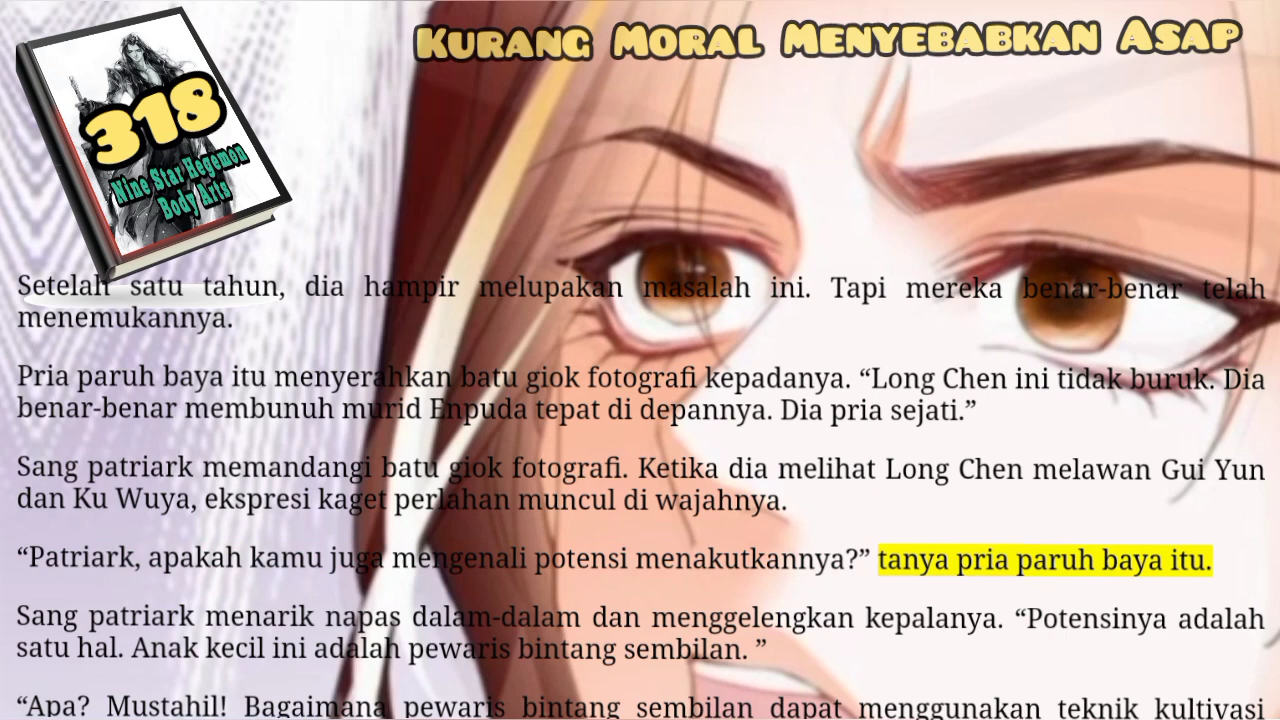 Kurang Moral Menyebabkan Asap
318
Nine Star Hegemon
Body Arts
Setelah satu tahun, dia hampir melupakan masalah ini. Tapi mereka benar-benar telah
menemukannya.
Pria paruh baya itu menyerahkan batu giok fotografi kepadanya. “Long Chen ini tidak buruk. Dia
benar-benar membunuh murid Enpuda tepat di depannya. Dia pria sejati.”
Sang patriark memandangi batu giok fotografi. Ketika dia melihat Long Chen melawan Gui Yun
dan Ku Wuya, ekspresi kaget perlahan muncul di wajahnya.
“Patriark, apakah kamu juga mengenali potensi menakutkannya?” tanya pria paruh baya itu.
Sang patriark menarik napas dalam-dalam dan menggelengkan kepalanya. “Potensinya adalah
satu hal. Anak kecil ini adalah pewaris bintang sembilan. ”
“Apa? Mustahil! Bagaimana pewaris bintang sembilan dapat menggunakan teknik kultivasi